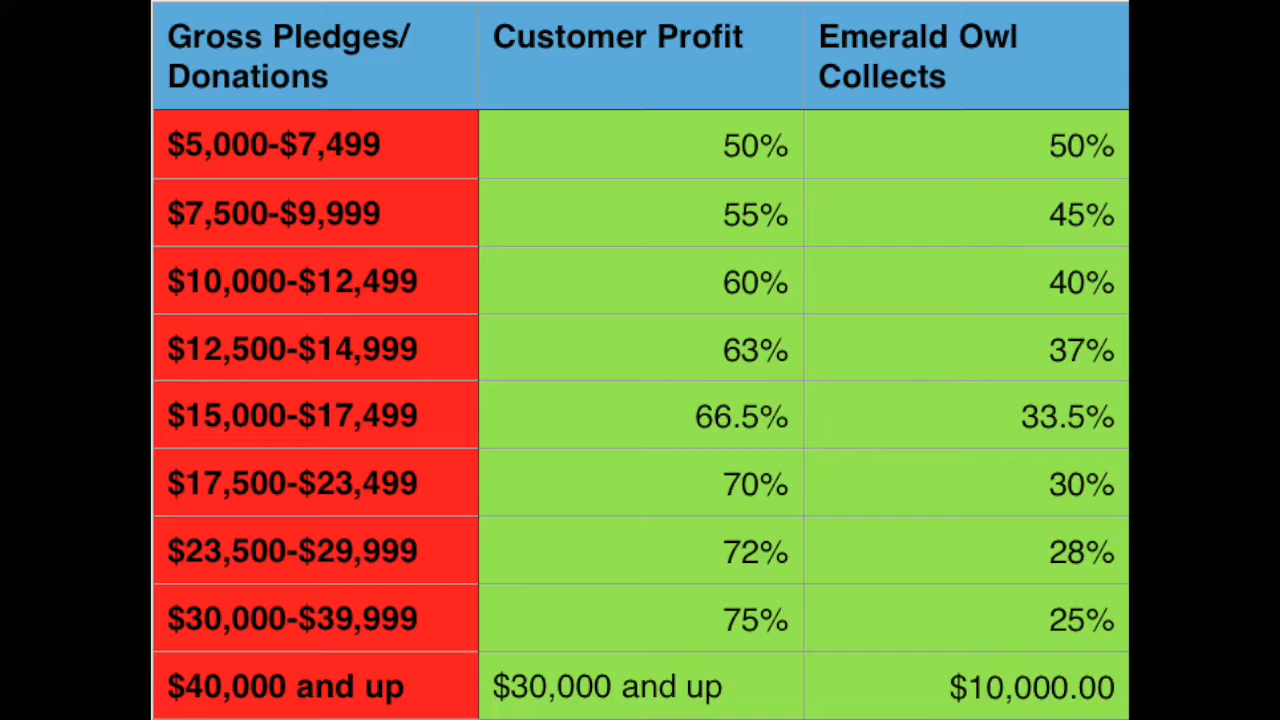 Gross Pledges/ Customer Profit Emerald Owl
Donations Collects
$5,000-$7,499 50% 50%
$7,500-$9,999 55% 45%
$10,000-$12,499 60% 40%
$12,500-$14,999 63% 37%
$15,000-$17,499 66.5% 33.5%
$17,500-$23,499 70% 30%
$23,500-$29,999 72% 28%
$30,000-$39,999 75% 25%
$40,000 and up $30,000 and up $10,000.00